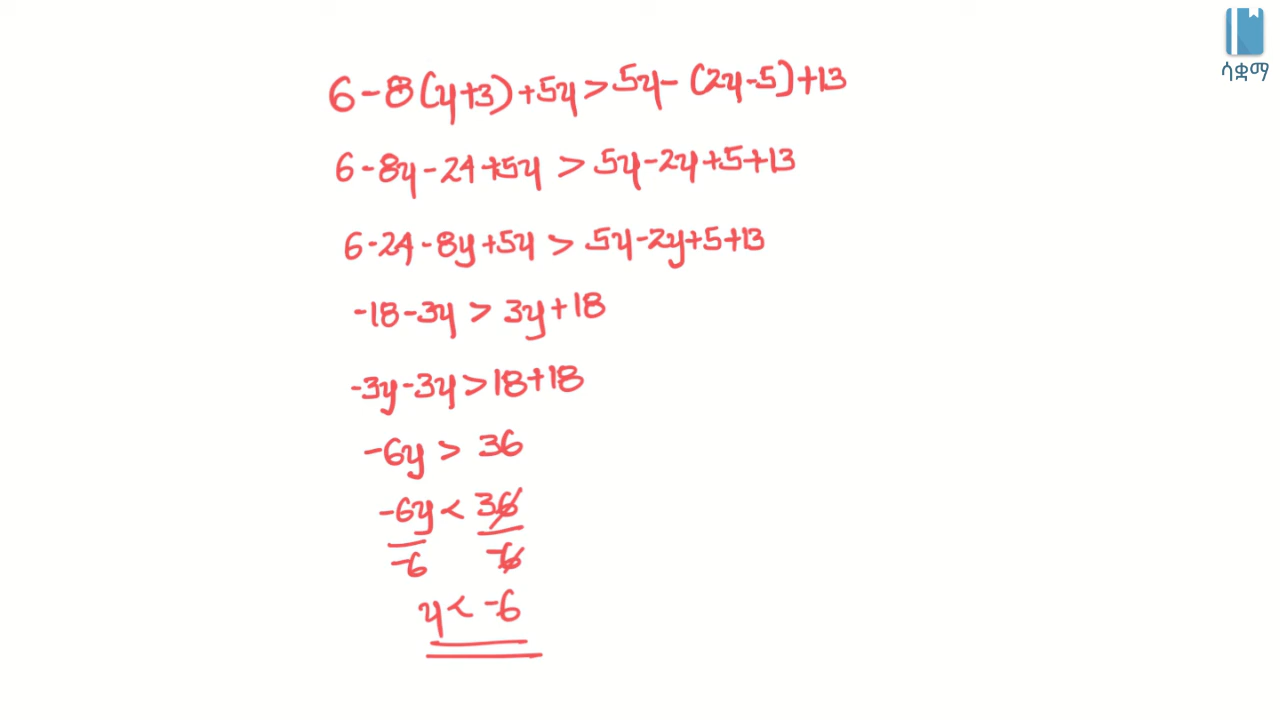 ሳቋማ
6-8(y+3)+5y>5y-(2y-5)+13
6-8y-24+5y>5y-2y+5+13
6-24-8y+5y>5y-2y+5+13
-18-3y>3y+18
-3y-3y>18+18
-6y>36
-6y<36
-6 -6
y<-6